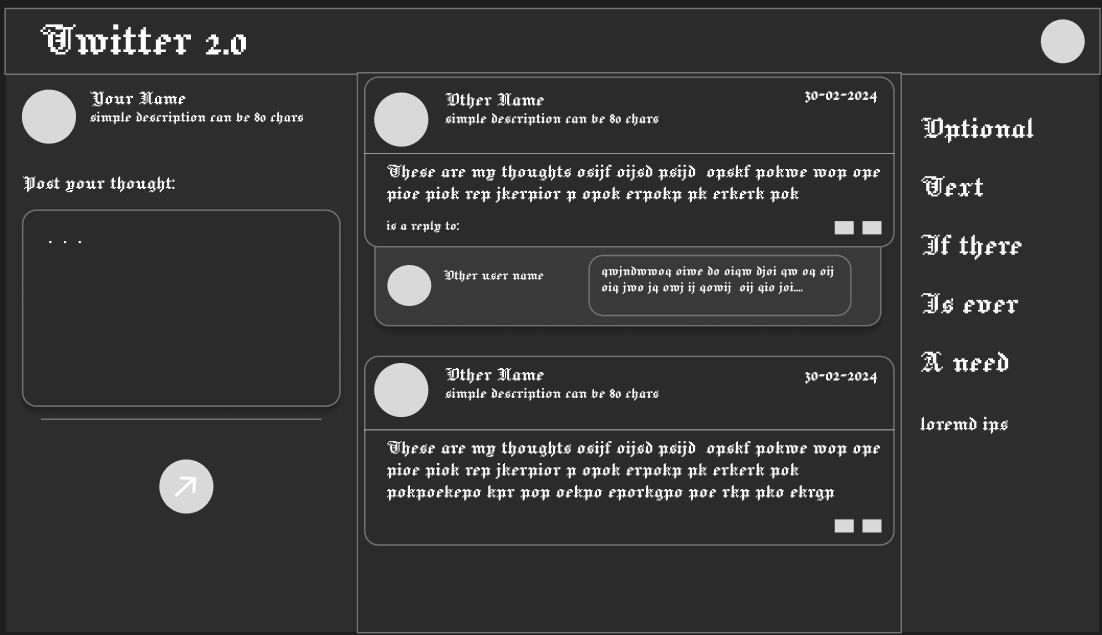 Twitter 2.0
Your Name
simple description can be 80 chars
Post your thought:
. . .
Other Name
simple description can be 80 chars
30-02-2024
These are my thoughts osijf oijsd psijd opskf pokwe wop ope
pioe piok rep jkerpior p opok erpokp pk erkerk pok
is a reply to:
Other user name
qwjndwwoq oiwe do oiqw djoi qw oq oij
oiq jwo jq owj ij qowij oij qio joi....
Other Name
simple description can be 80 chars
30-02-2024
These are my thoughts osijf oijsd psijd opskf pokwe wop ope
pioe piok rep jkerpior p opok erpokp pk erkerk pok
pokpoekepo kpr pop oekpo eporkgpo poe rkp pko ekrgp
Optional
Text
If there
Is ever
A need
loremd ips